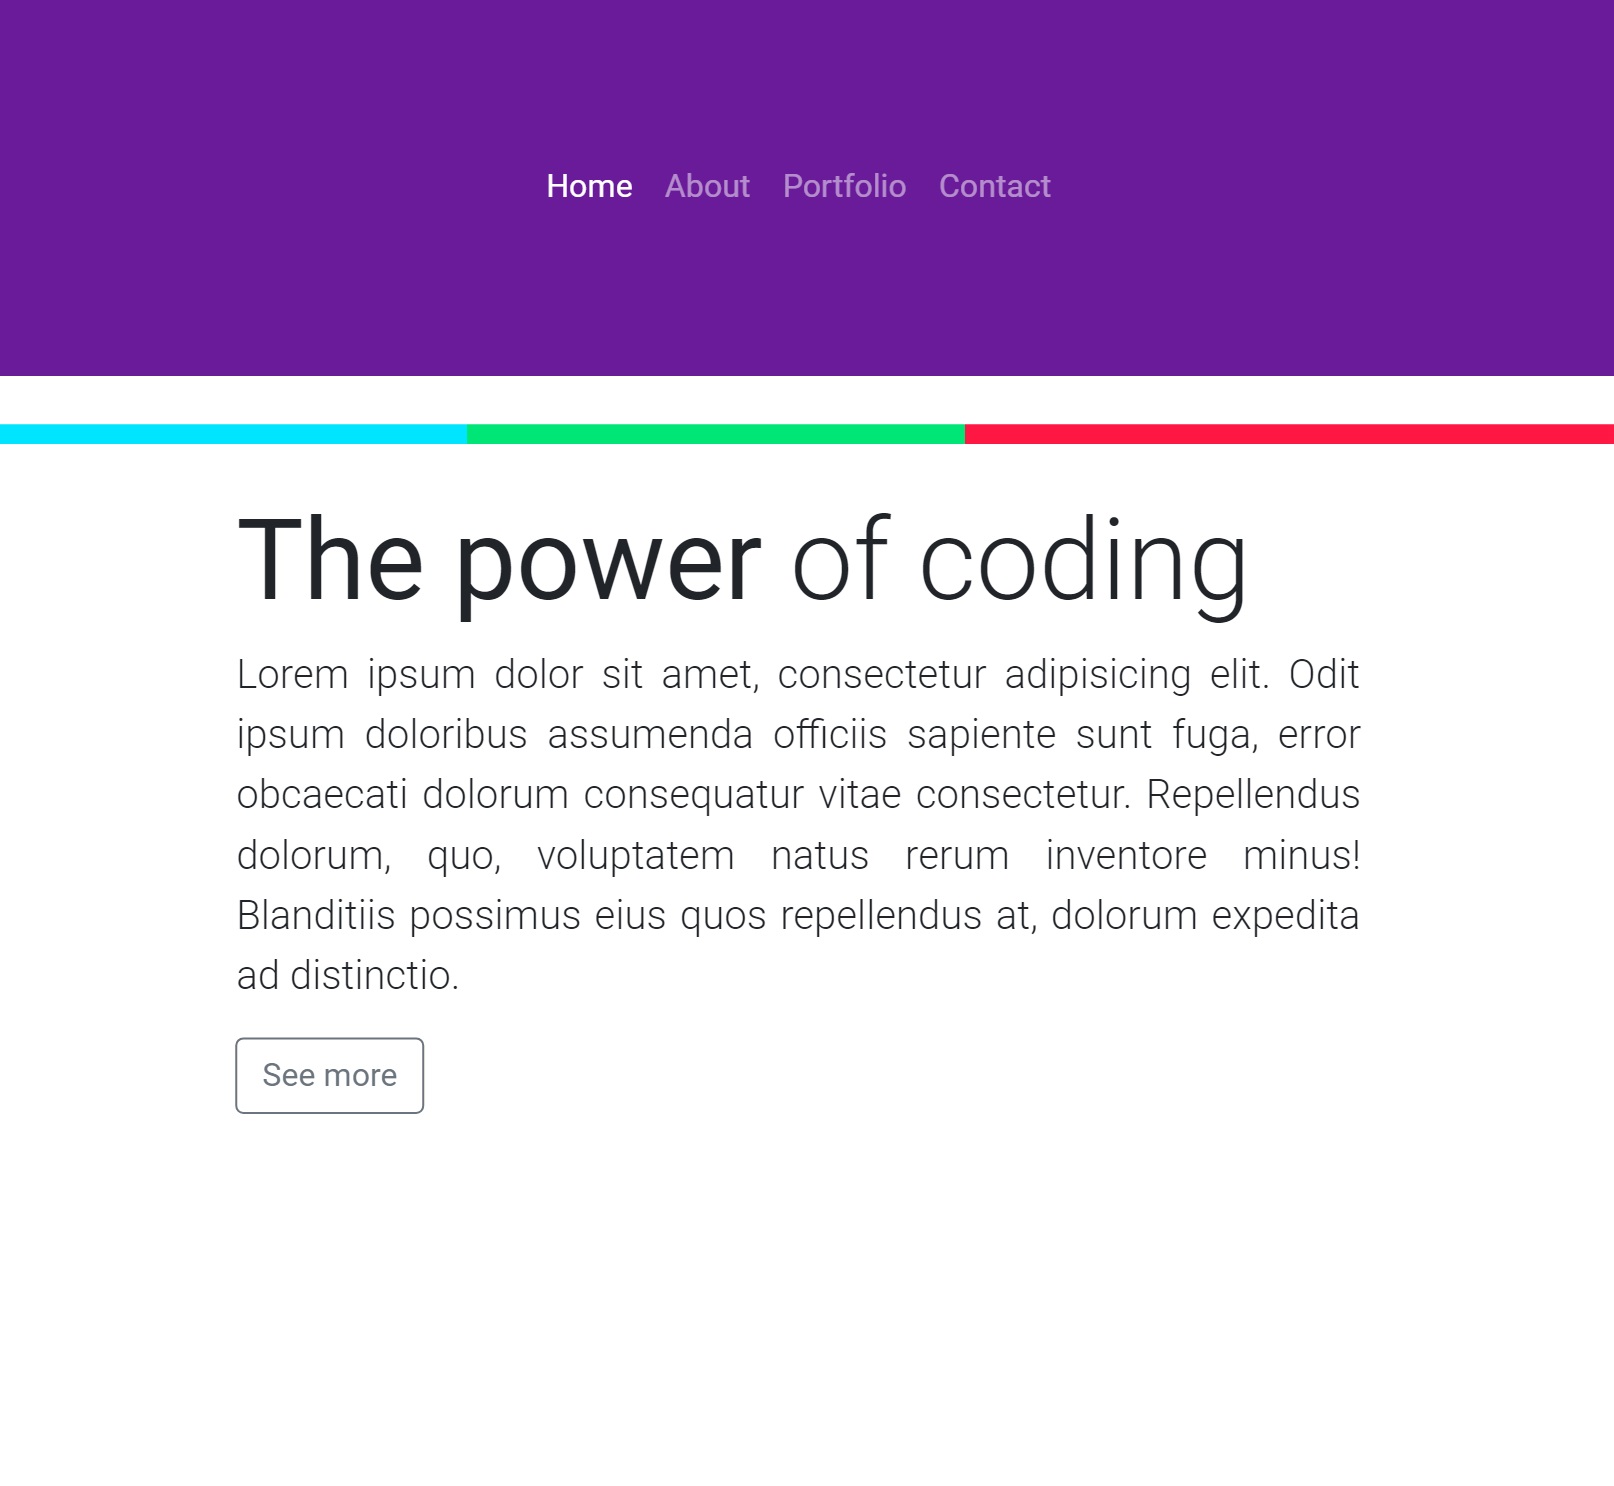 Home About Portfolio Contact
The power of coding
Lorem ipsum dolor sit amet, consectetur adipisicing elit. Odit
ipsum doloribus assumenda officiis sapiente sunt fuga, error
obcaecati dolorum consequatur vitae consectetur. Repellendus
dolorum, quo, voluptatem natus rerum inventore minus!
Blanditiis possimus eius quos repellendus at, dolorum expedita
ad distinctio.
See more